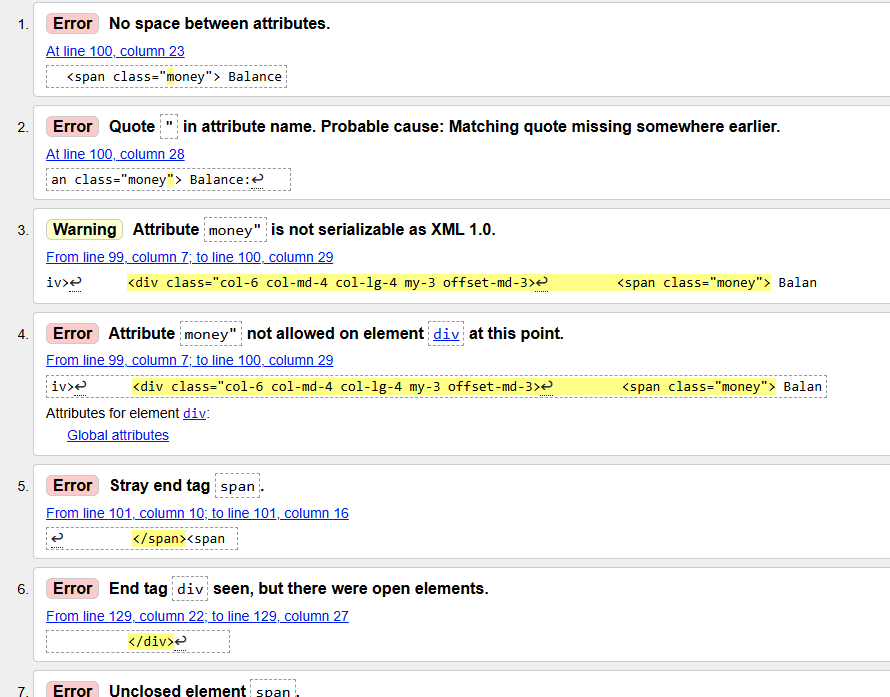 1. Error No space between attributes.
At line 100, column 23
<span class="money"> Balance
2. Error Quote " in attribute name. Probable cause: Matching quote missing somewhere earlier.
At line 100, column 28
an class="money"> Balance:↩
3. Warning Attribute money" is not serializable as XML 1.0.
From line 99, column 7; to line 100, column 29
iv>↩ <div class="col-6 col-md-4 col-lg-4 my-3 offset-md-3>↩ <span class="money"> Balan
4. Error Attribute money" not allowed on element div at this point.
From line 99, column 7; to line 100, column 29
iv>↩ <div class="col-6 col-md-4 col-lg-4 my-3 offset-md-3>↩ <span class="money"> Balan
Attributes for element div:
Global attributes
5. Error Stray end tag span.
From line 101, column 10; to line 101, column 16
↩ </span><span
6. Error End tag div seen, but there were open elements.
From line 129, column 22; to line 129, column 27
</div>↩
7. Error Unclosed element span.